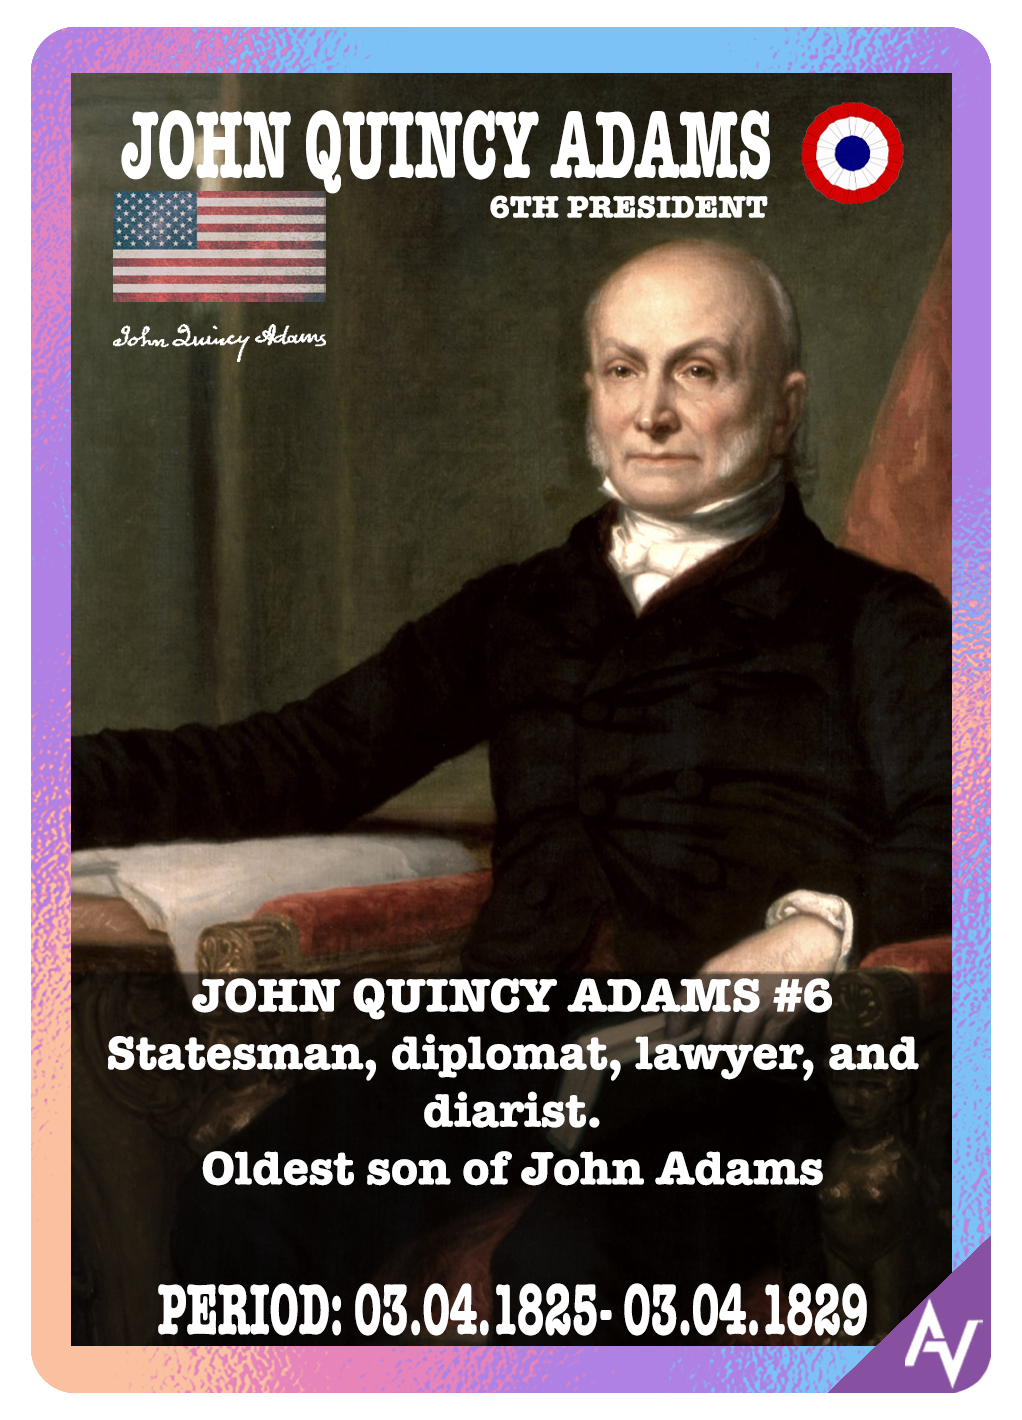 JOHN QUINCY ADAMS
6TH PRESIDENT
John Quincy Adams
JOHN QUINCY ADAMS #6
Statesman, diplomat, lawyer, and
diarist.
Oldest son of John Adams
PERIOD: 03.04.1825- 03.04.1829
AV